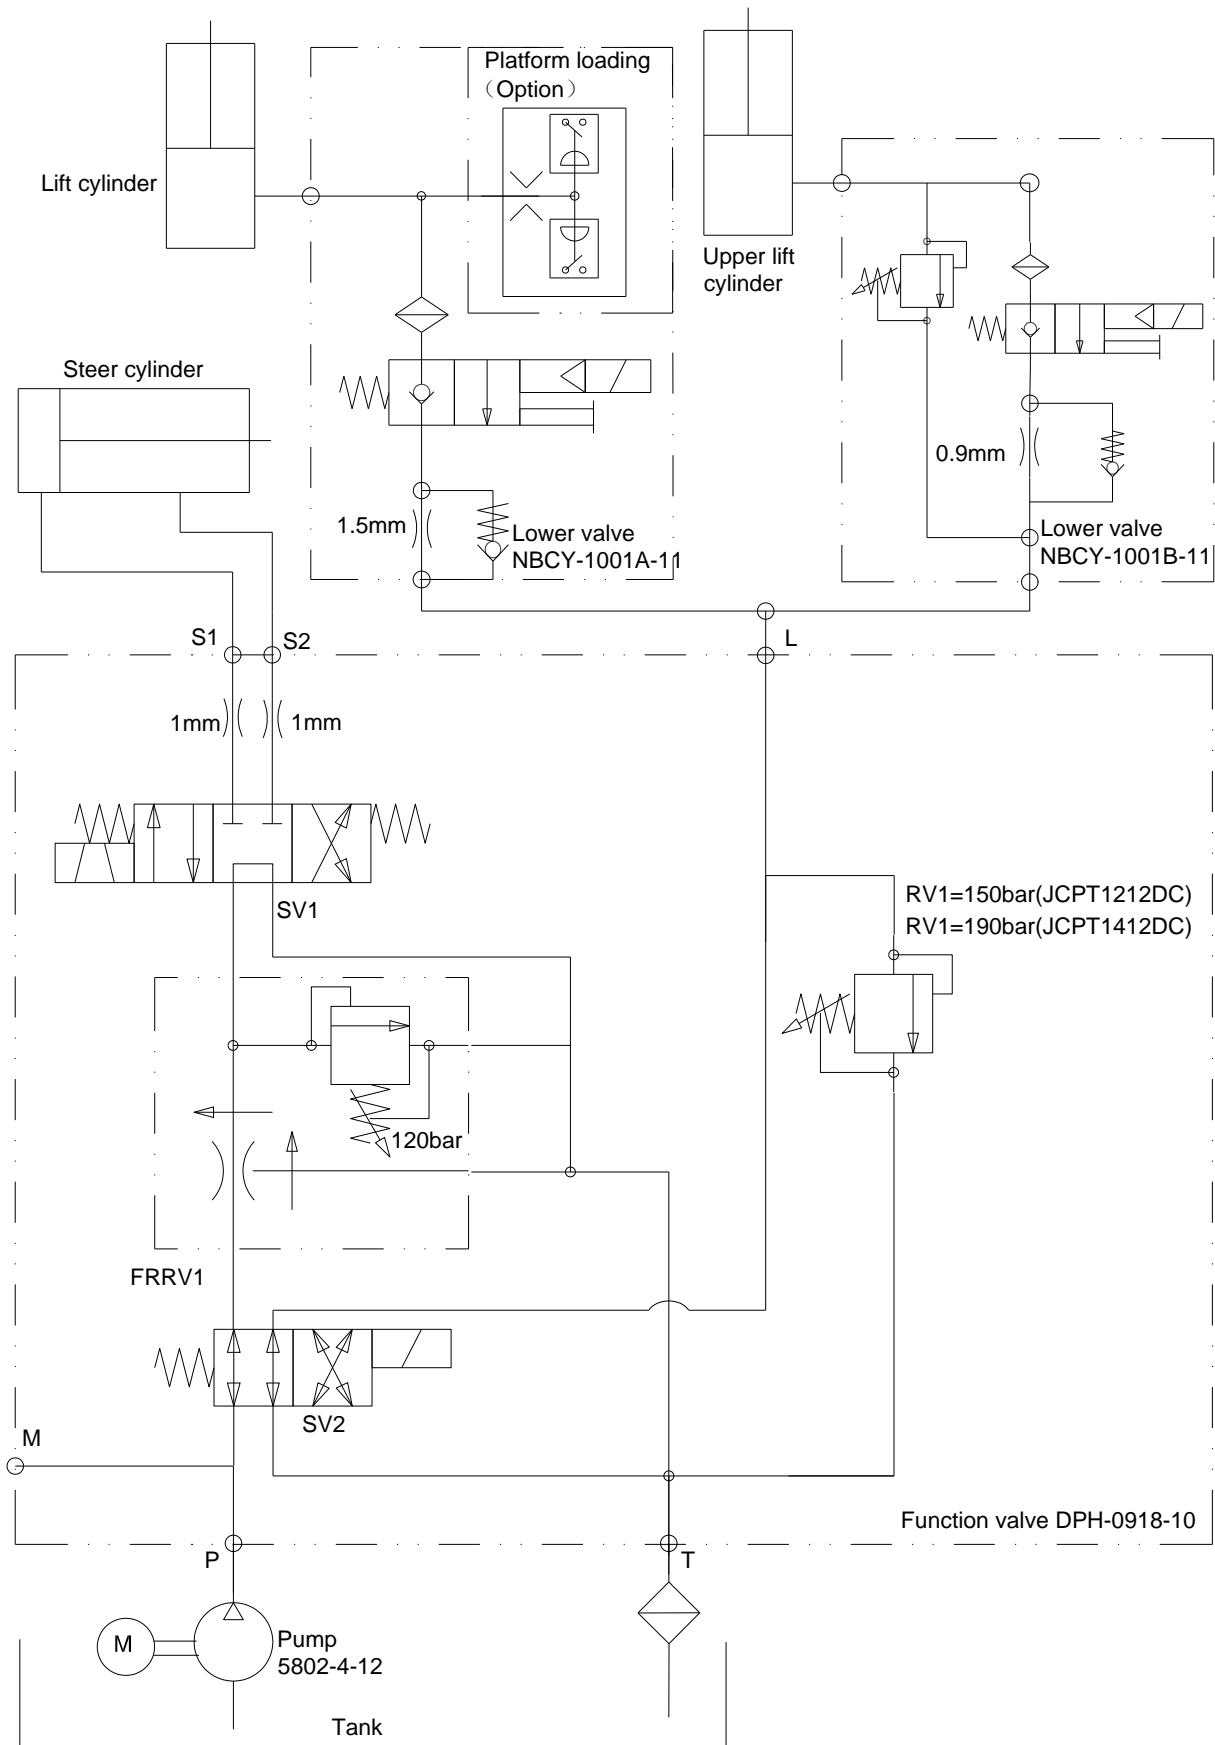 Platform loading
（Option）
Lift cylinder
Upper lift
cylinder
Steer cylinder
0.9mm
1.5mm
Lower valve
NBCY-1001A-11
Lower valve
NBCY-1001B-11
S1
S2
L
1mm
1mm
RV1=150bar(JCPT1212DC)
RV1=190bar(JCPT1412DC)
SV1
120bar
FRRV1
SV2
M
Function valve DPH-0918-10
P
T
M
Pump
5802-4-12
Tank